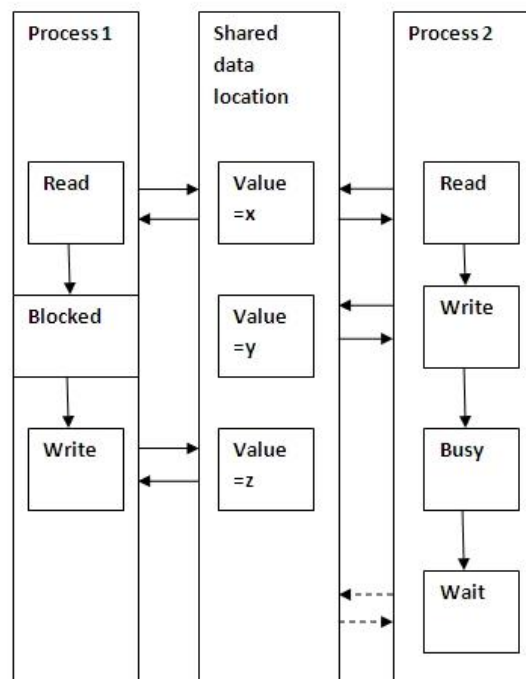 Process 1
Shared
data
location
Process 2
Read
Value
=x
Read
Blocked
Value
=y
Write
Write
Value
=z
Busy
Wait